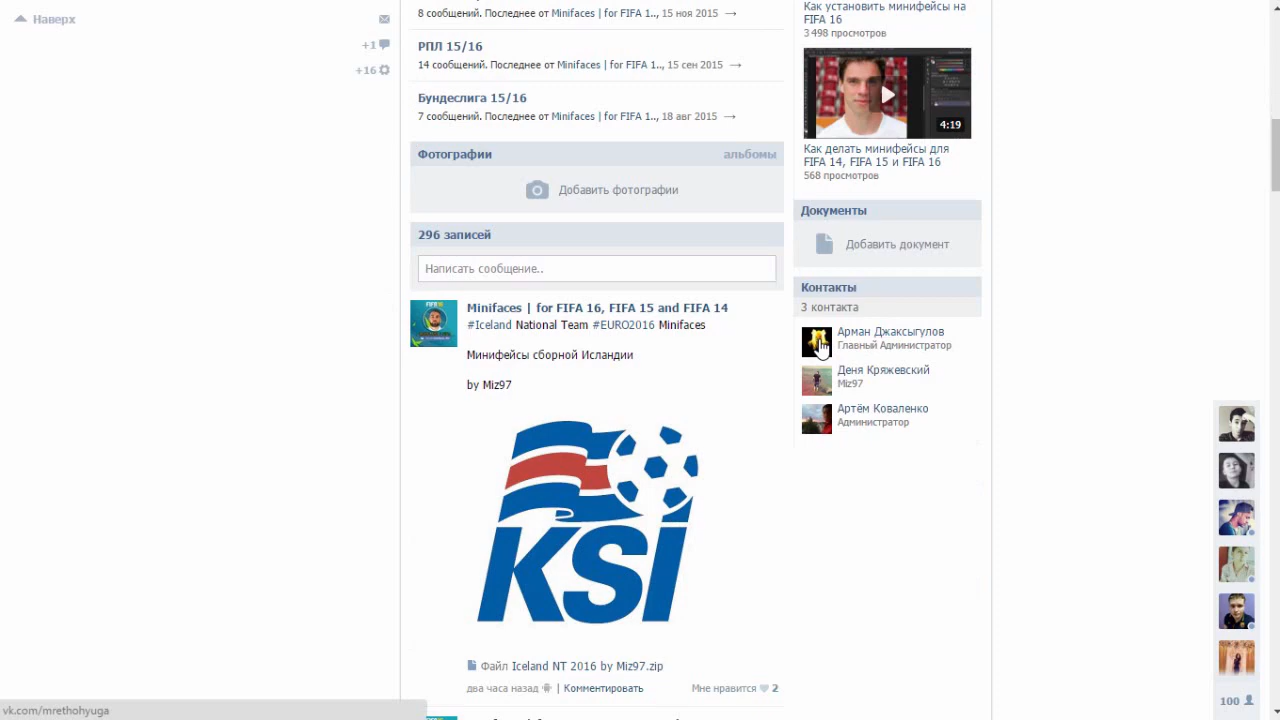 Наверх
+1
+16
8 сообщений. Последнее от Minifaces | for FIFA 1.., 15 ноя 2015 →
РПЛ 15/16
14 сообщений. Последнее от Minifaces | for FIFA 1.., 15 сен 2015 →
Бундеслига 15/16
7 сообщений. Последнее от Minifaces | for FIFA 1.., 18 авг 2015 →
Фотографии
альбомы
Добавить фотографии
296 записей
Написать сообщение..
Minifaces | for FIFA 16, FIFA 15 and FIFA 14
#Iceland National Team #EURO2016 Minifaces
Минифейсы сборной Исландии
by Miz97
KSI
Файл Iceland NT 2016 by Miz97.zip
два часа назад | Комментировать
Мне нравится 2
Как установить минифейсы на
FIFA 16
3 498 просмотров
4:19
Как делать минифейсы для
FIFA 14, FIFA 15 и FIFA 16
568 просмотров
Документы
Добавить документ
Контакты
3 контакта
Арман Джаксыгулов
Главный Администратор
Деня Кряжевский
Miz97
Артём Коваленко
Администратор
100
vk.com/mrethohyuga